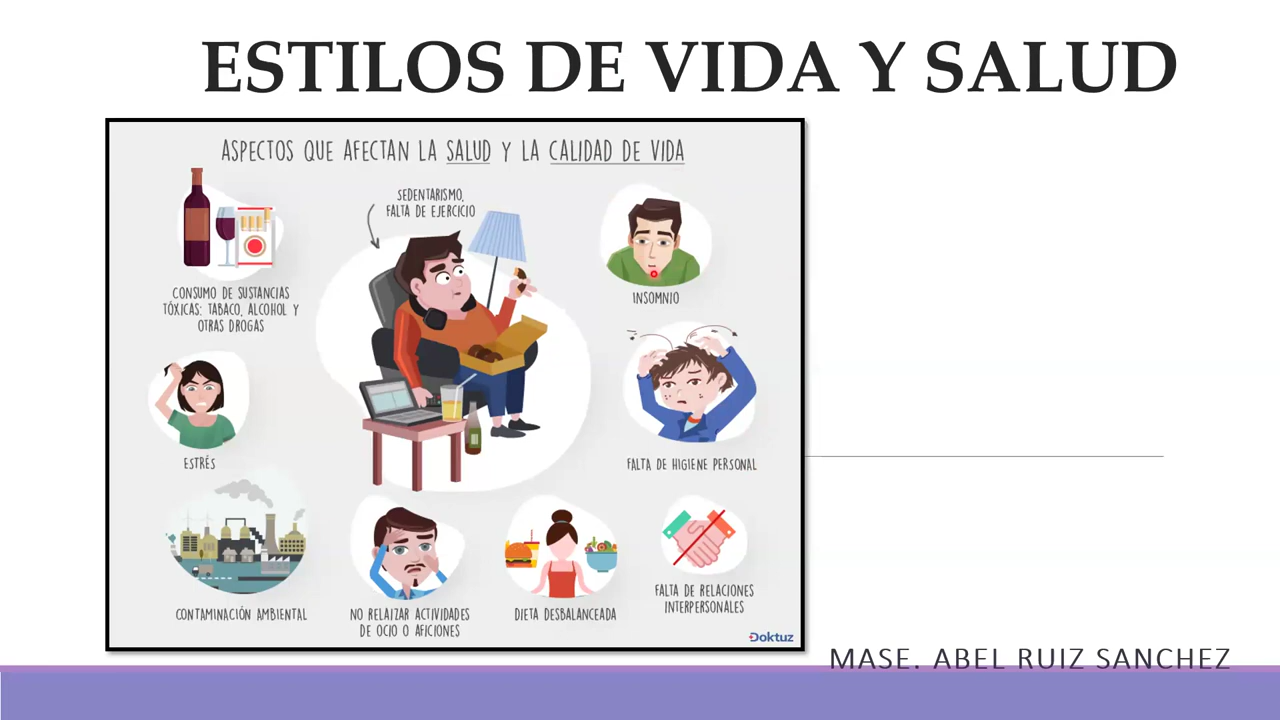 ESTILOS DE VIDA Y SALUD
ASPECTOS QUE AFECTAN LA SALUD Y LA CALIDAD DE VIDA
SEDENTARISMO,
FALTA DE EJERCICIO
CONSUMO DE SUSTANCIAS
TÓXICAS: TABACO, ALCOHOL Y
OTRAS DROGAS
INSOMNIO
ESTRÉS
FALTA DE HIGIENE PERSONAL
CONTAMINACIÓN AMBIENTAL
NO RELAIZAR ACTIVIDADES
DE OCIO O AFICIONES
DIETA DESBALANCEADA
FALTA DE RELACIONES
INTERPERSONALES
Doktuz
MASE. ABEL RUIZ SANCHEZ